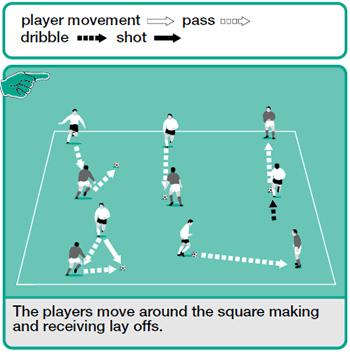 player movement pass
dribble shot
The players move around the square making
and receiving lay offs.